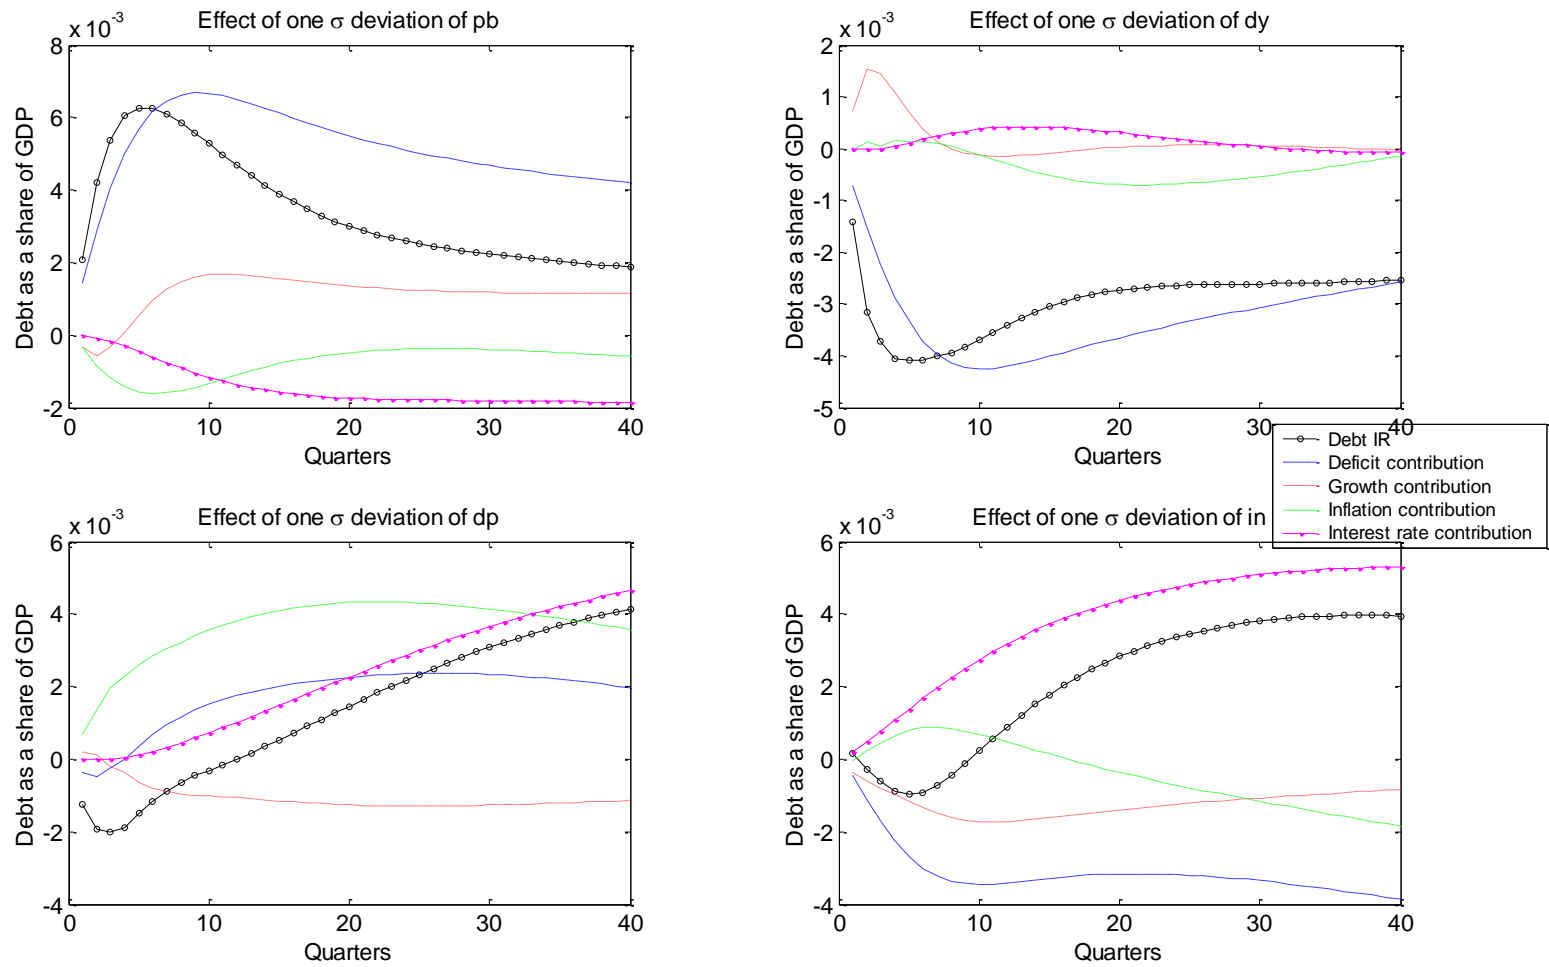 x 10^-3
Effect of one σ deviation of pb
8
6
4
2
0
-2
Debt as a share of GDP
0 10 20 30 40
Quarters
x 10^-3
Effect of one σ deviation of dy
2
1
0
-1
-2
-3
-4
-5
Debt as a share of GDP
0 10 20 30 40
Quarters
Debt IR
Deficit contribution
Growth contribution
Inflation contribution
Interest rate contribution
x 10^-3
Effect of one σ deviation of dp
6
4
2
0
-2
-4
Debt as a share of GDP
0 10 20 30 40
Quarters
x 10^-3
Effect of one σ deviation of in
6
4
2
0
-2
-4
Debt as a share of GDP
0 10 20 30 40
Quarters